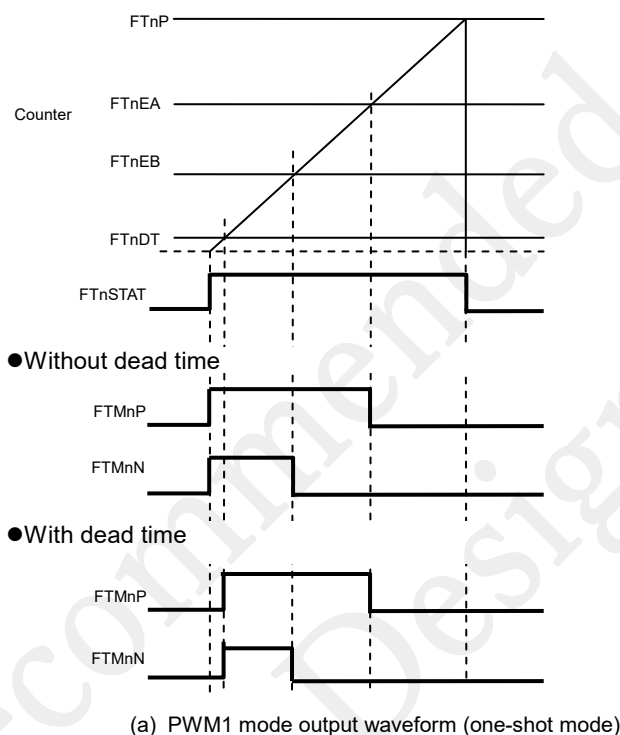 FTnP
Counter
FTnEA
FTnEB
FTnDT
FTnSTAT
●Without dead time
FTMnP
FTMnN
●With dead time
FTMnP
FTMnN
(a) PWM1 mode output waveform (one-shot mode)